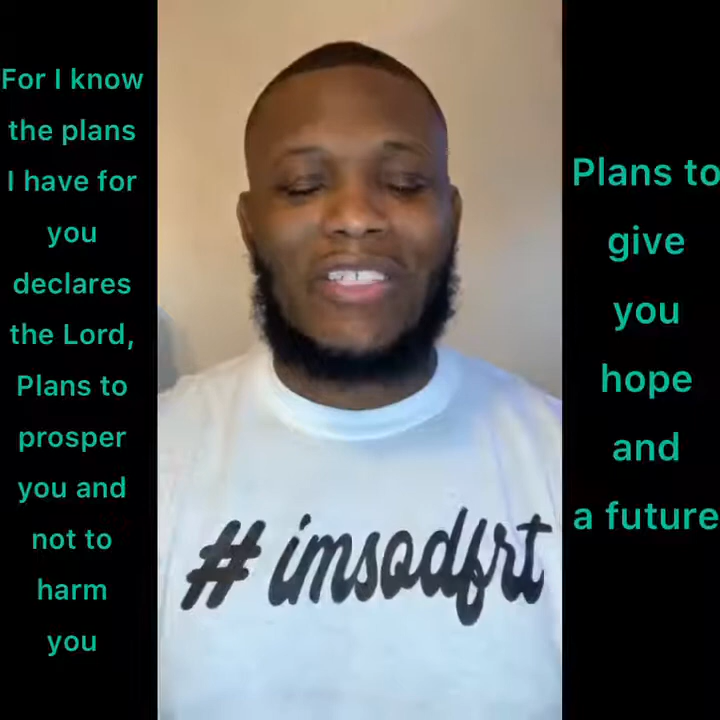 For I know
the plans
I have for
you
declares
the Lord,
Plans to
prosper
you and
not to
harm
you
# imsodfrt
Plans to
give
you
hope
and
a future